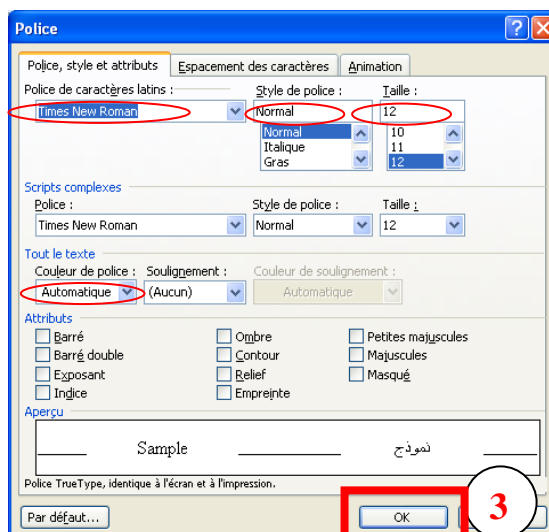 Police
Police, style et attributs Espacement des caractères Animation
Police de caractères latins : Style de police : Taille :
Times New Roman Normal 12
Normal 10
Italique 11
Gras 12
Scripts complexes
Police : Style de police : Taille :
Times New Roman Normal 12
Tout le texte
Couleur de police : Soulignement : Couleur de soulignement :
Automatique (Aucun) Automatique
Attributs
Barré Ombre Petites majuscules
Barré double Contour Majuscules
Exposant Relief Masqué
Indice Empreinte
Aperçu
Sample نموذج
Police TrueType, identique à l'écran et à l'impression.
Par défaut... OK 3